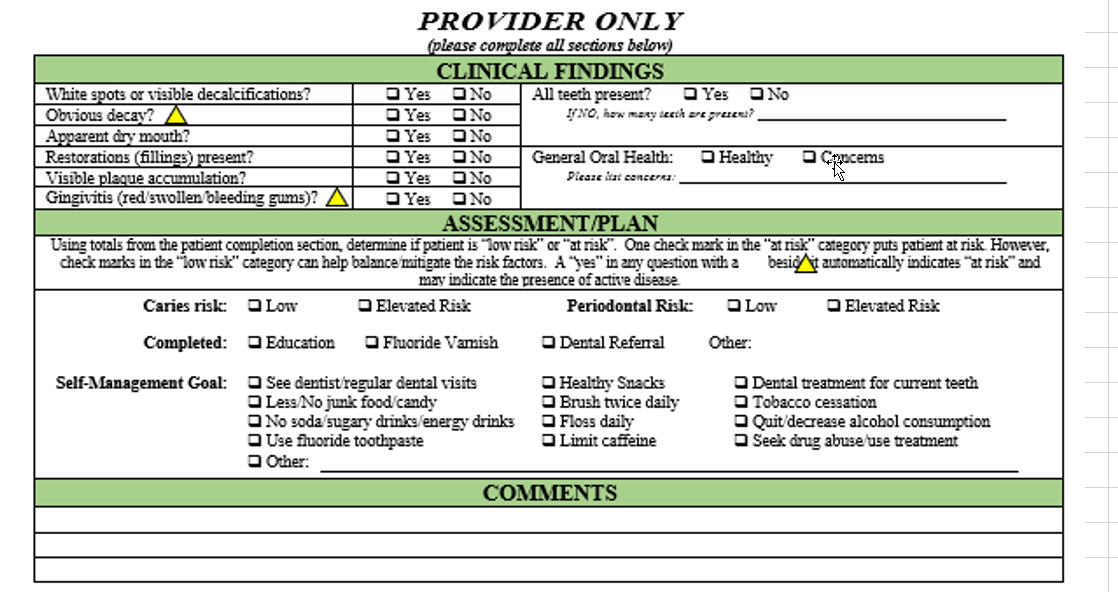 PROVIDER ONLY
(please complete all sections below)
CLINICAL FINDINGS
White spots or visible decalcifications? ❑ Yes ❑ No
Obvious decay? ❑ Yes ❑ No
Apparent dry mouth? ❑ Yes ❑ No
Restorations (fillings) present? ❑ Yes ❑ No
Visible plaque accumulation? ❑ Yes ❑ No
Gingivitis (red/swollen/bleeding gums)? ❑ Yes ❑ No
All teeth present? ❑ Yes ❑ No
If NO, how many teeth are present?
General Oral Health: ❑ Healthy ❑ Concerns
Please list concerns:
ASSESSMENT/PLAN
Using totals from the patient completion section, determine if patient is “low risk” or “at risk”. One check mark in the “at risk” category puts patient at risk. However,
check marks in the “low risk” category can help balance/mitigate the risk factors. A “yes” in any question with a beside it automatically indicates “at risk” and
may indicate the presence of active disease.
Caries risk: ❑ Low ❑ Elevated Risk Periodontal Risk: ❑ Low ❑ Elevated Risk
Completed: ❑ Education ❑ Fluoride Varnish ❑ Dental Referral Other:
Self-Management Goal: ❑ See dentist/regular dental visits ❑ Healthy Snacks ❑ Dental treatment for current teeth
❑ Less/No junk food/candy ❑ Brush twice daily ❑ Tobacco cessation
❑ No soda/sugary drinks/energy drinks ❑ Floss daily ❑ Quit/decrease alcohol consumption
❑ Use fluoride toothpaste ❑ Limit caffeine ❑ Seek drug abuse/use treatment
❑ Other:
COMMENTS